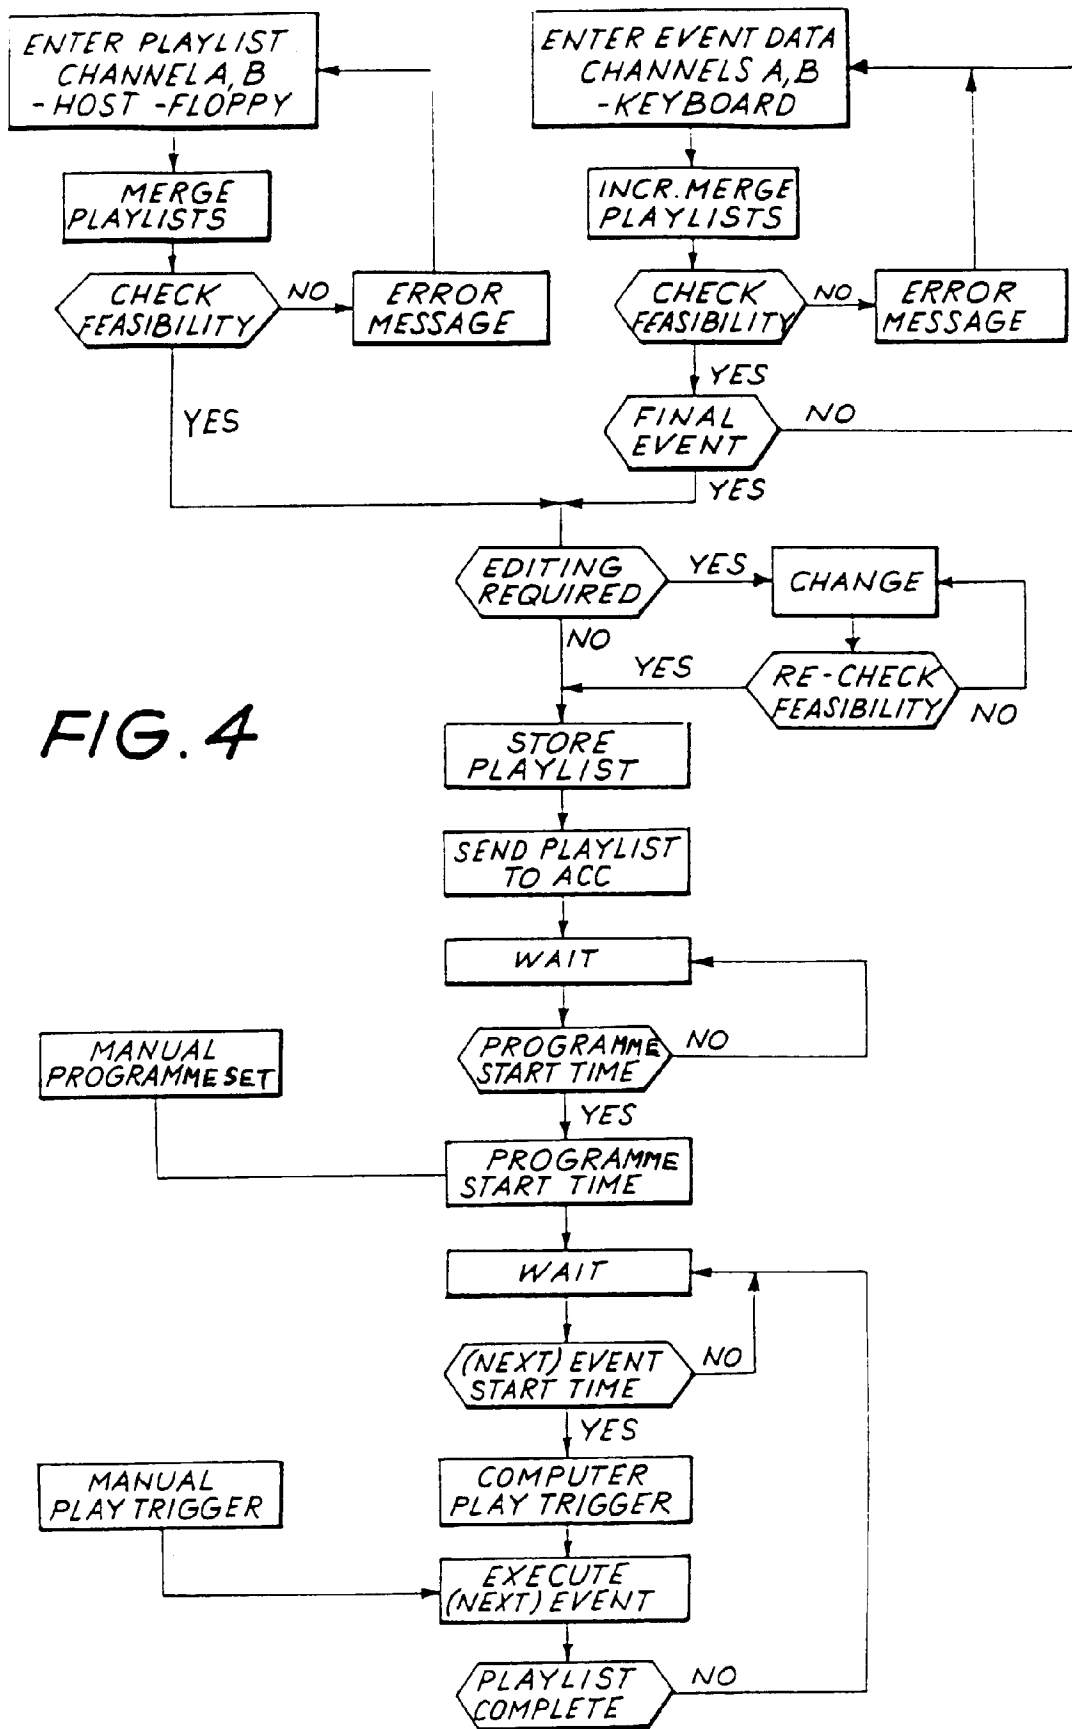 ENTER PLAYLIST
CHANNEL A, B
-HOST -FLOPPY
MERGE
PLAYLISTS
CHECK
FEASIBILITY
NO
ERROR
MESSAGE
YES
ENTER EVENT DATA
CHANNELS A, B
-KEYBOARD
INCR. MERGE
PLAYLISTS
CHECK
FEASIBILITY
NO
ERROR
MESSAGE
YES
FINAL
EVENT
NO
YES
EDITING
REQUIRED
YES
CHANGE
NO
YES
RE-CHECK
FEASIBILITY
NO
FIG. 4
STORE
PLAYLIST
SEND PLAYLIST
TO ACC
WAIT
PROGRAMME
START TIME
NO
MANUAL
PROGRAMME SET
YES
PROGRAMME
START TIME
WAIT
(NEXT) EVENT
START TIME
NO
YES
MANUAL
PLAY TRIGGER
COMPUTER
PLAY TRIGGER
EXECUTE
(NEXT) EVENT
PLAYLIST
COMPLETE
NO